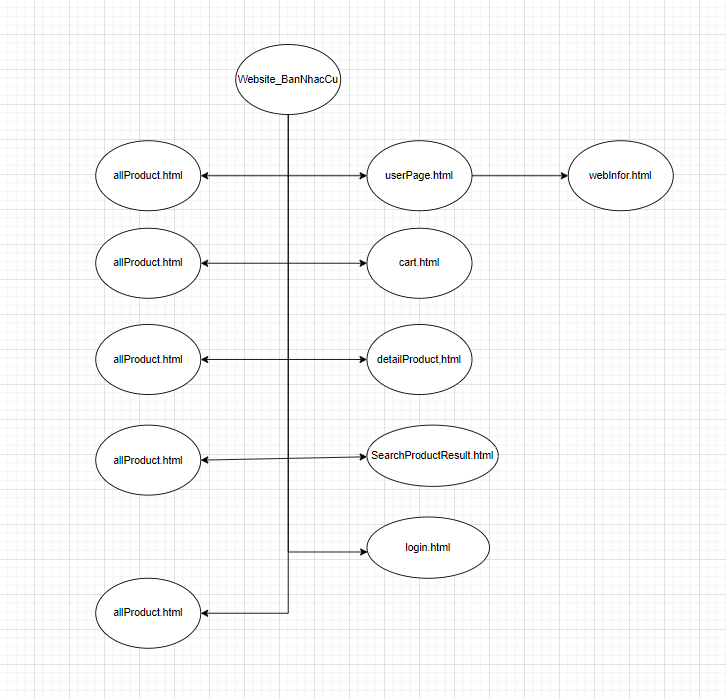 Website_BanNhacCu
allProduct.html
userPage.html
webInfor.html
allProduct.html
cart.html
allProduct.html
detailProduct,html
allProduct.html
SearchProductResult.html
login.html
allProduct.html